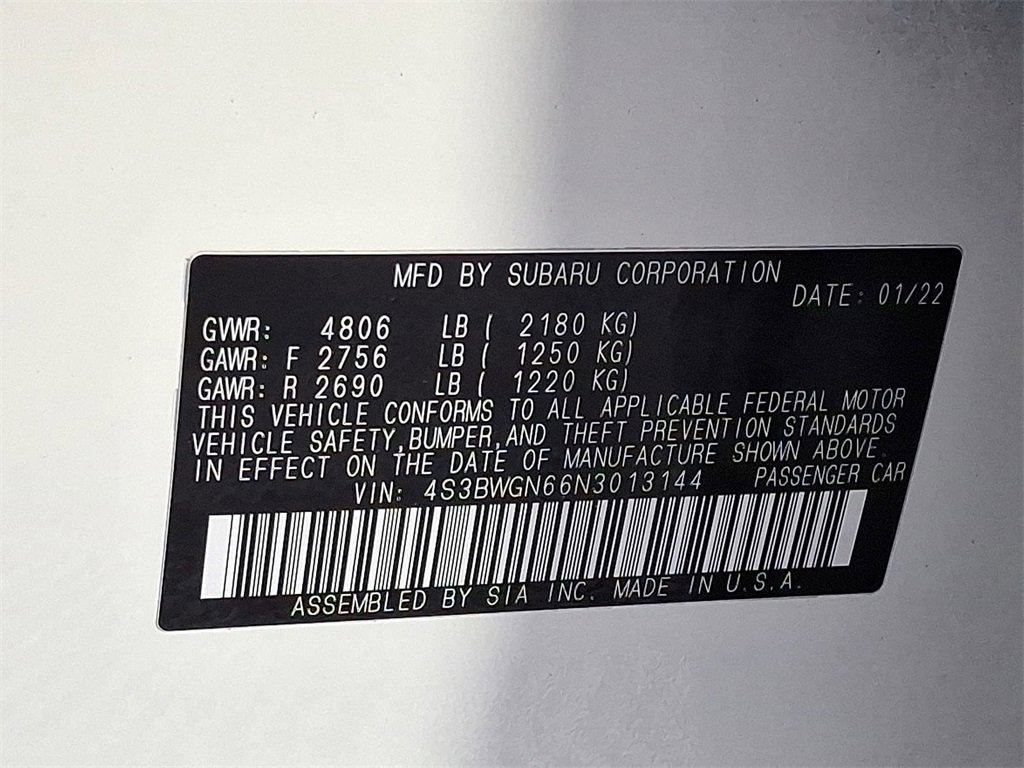 MFD BY SUBARU CORPORATION
DATE: 01/22
GVWR: 4806 LB ( 2180 KG)
GAWR: F 2756 LB ( 1250 KG)
GAWR: R 2690 LB ( 1220 KG)
THIS VEHICLE CONFORMS TO ALL APPLICABLE FEDERAL MOTOR
VEHICLE SAFETY, BUMPER, AND THEFT PREVENTION STANDARDS
IN EFFECT ON THE DATE OF MANUFACTURE SHOWN ABOVE.
VIN: 4S3BWGN66N3013144 PASSENGER CAR
ASSEMBLED BY SIA INC. MADE IN U.S.A.